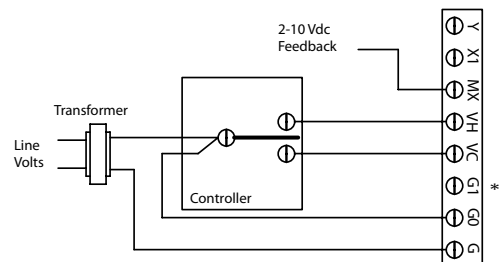 2-10 Vdc
Feedback
Transformer
Line
Volts
Controller
Y
X1
MX
VH
VC
G1 *
G0
G